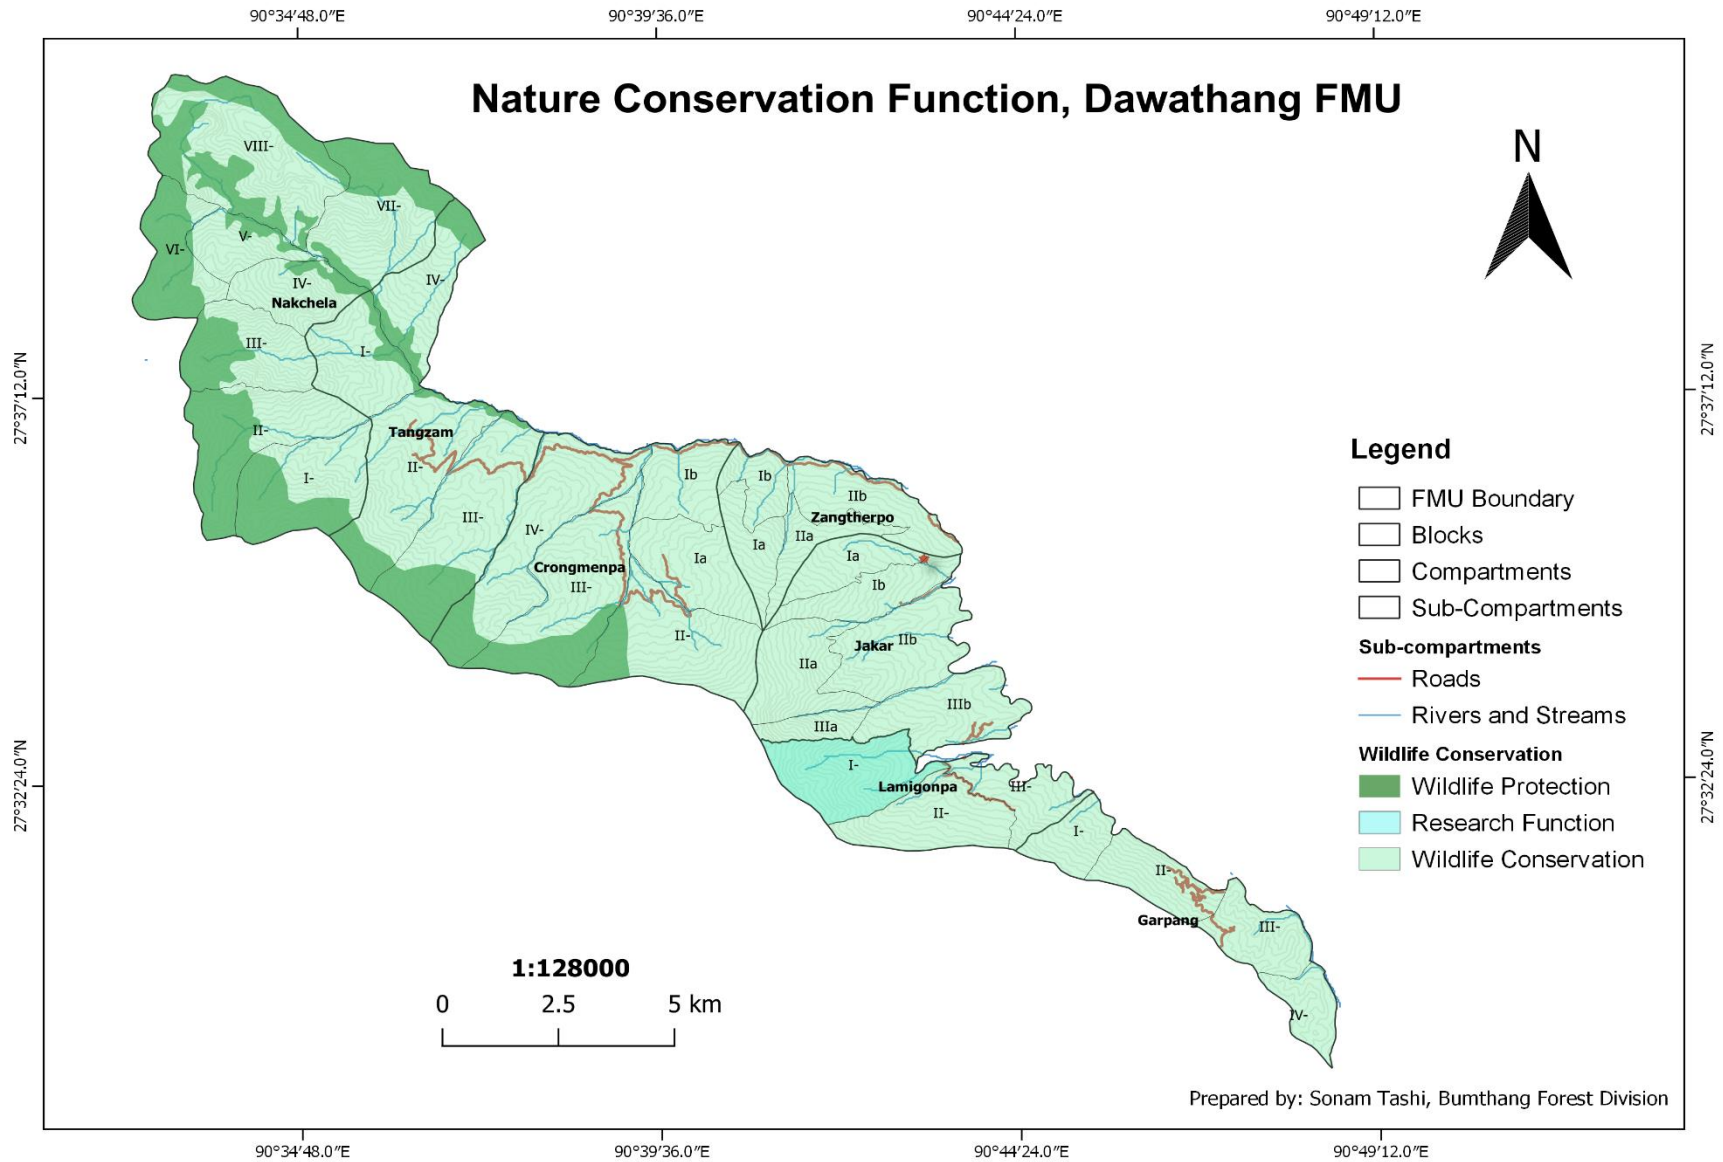 90°34′48.0″E 90°39′36.0″E 90°44′24.0″E 90°49′12.0″E
Nature Conservation Function, Dawathang FMU
N
VIII-
VII-
V-
VI-
IV-
IV-
Nakchela
III-
I-
27°37′12.0″N
27°37′12.0″N
II-
Tangzam
II-
I-
III-
IV-
Crongmenpa
III-
Ib
Ia
II-
Ib
Ia
IIa
IIb
Zangtherpo
Ia
Ib
Jakar
IIb
IIa
IIIb
IIIa
I-
Lamigonpa
II-
III-
I-
II-
Garpang
III-
IV-
27°32′24.0″N
27°32′24.0″N
Legend
FMU Boundary
Blocks
Compartments
Sub-Compartments
Sub-compartments
Roads
Rivers and Streams
Wildlife Conservation
Wildlife Protection
Research Function
Wildlife Conservation
1:128000
0 2.5 5 km
Prepared by: Sonam Tashi, Bumthang Forest Division
90°34′48.0″E 90°39′36.0″E 90°44′24.0″E 90°49′12.0″E